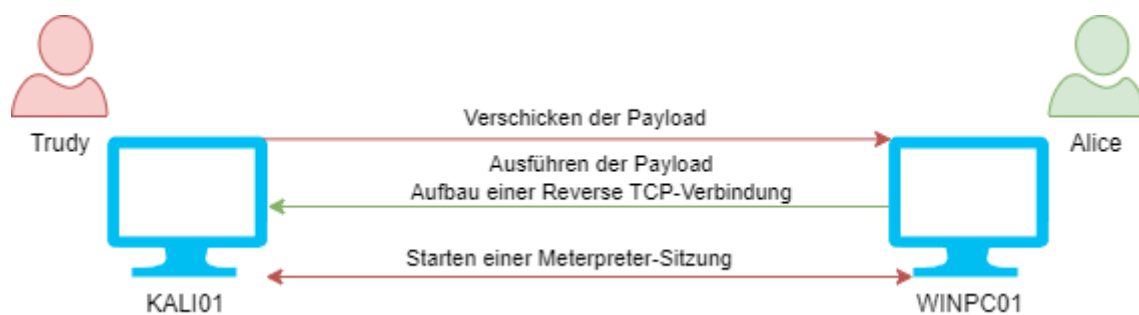 Trudy
Alice
Verschicken der Payload
Ausführen der Payload
Aufbau einer Reverse TCP-Verbindung
Starten einer Meterpreter-Sitzung
KALI01
WINPC01